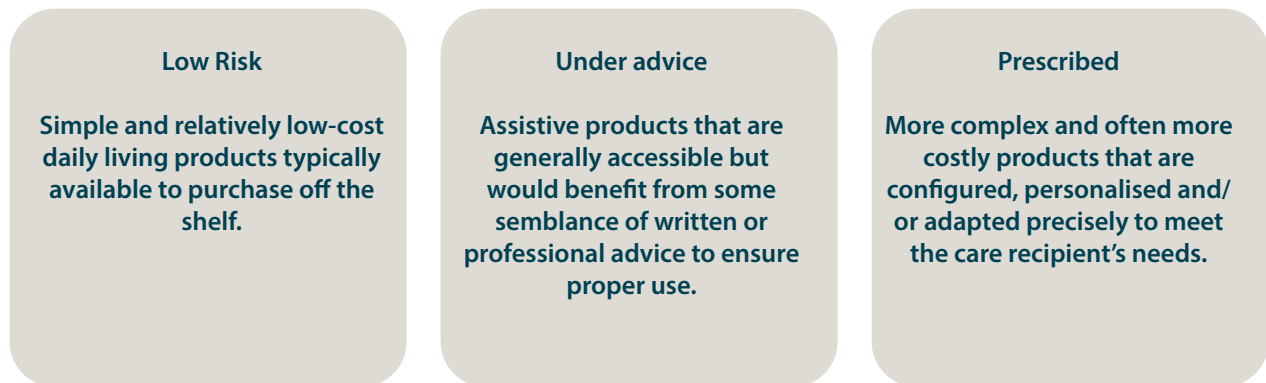 Low Risk
Simple and relatively low-cost
daily living products typically
available to purchase off the
shelf.
Under advice
Assistive products that are
generally accessible but
would benefit from some
semblance of written or
professional advice to ensure
proper use.
Prescribed
More complex and often more
costly products that are
configured, personalised and/
or adapted precisely to meet
the care recipient’s needs.